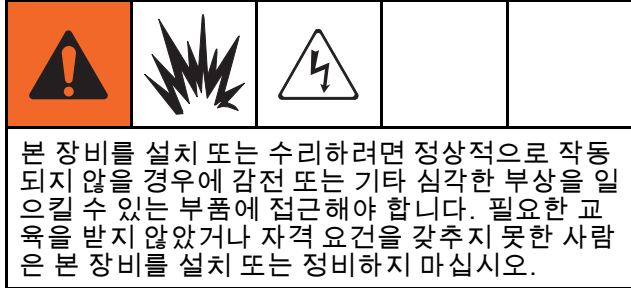 본 장비를 설치 또는 수리하려면 정상적으로 작동
되지 않을 경우에 감전 또는 기타 심각한 부상을 일
으킬 수 있는 부품에 접근해야 합니다. 필요한 교
육을 받지 않았거나 자격 요건을 갖추지 못한 사람
은 본 장비를 설치 또는 정비하지 마십시오.